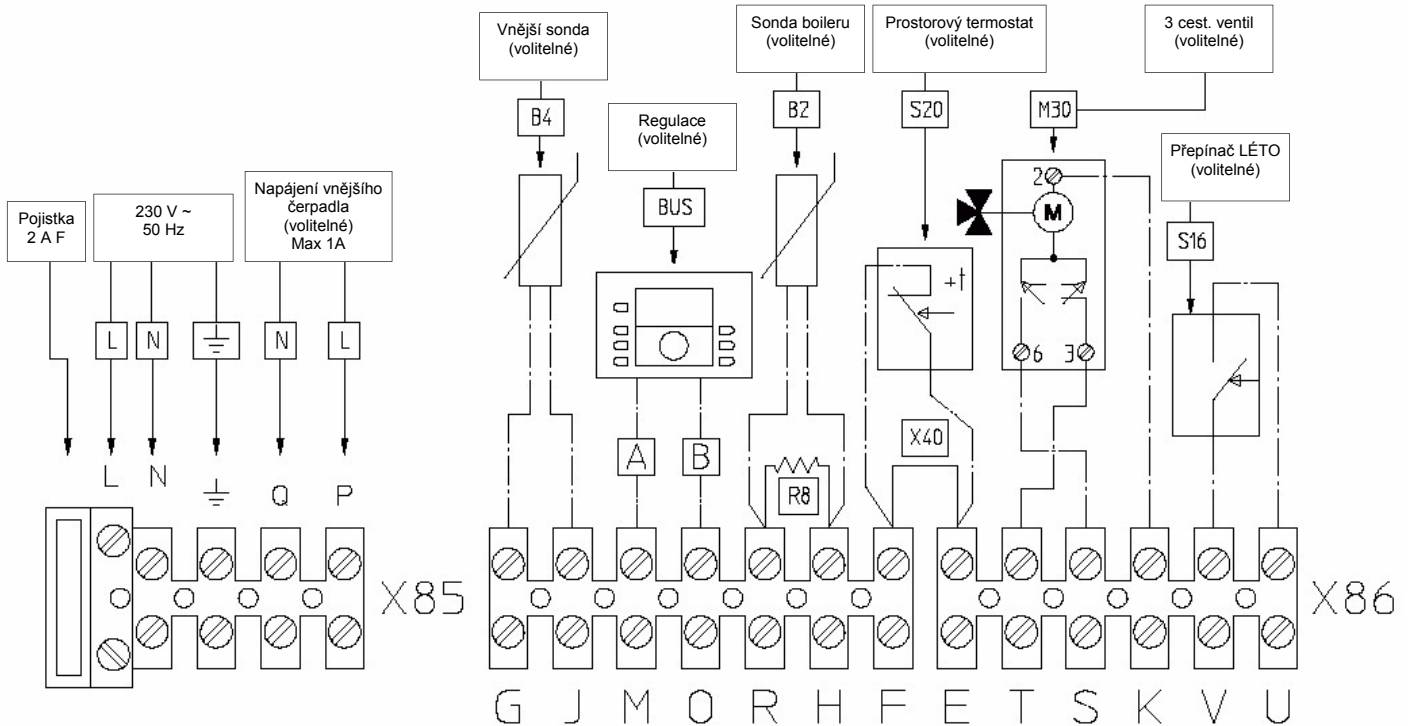 Vnější sonda
(volitelné)
Sonda boileru
(volitelné)
Prostorový termostat
(volitelné)
3 cest. ventil
(volitelné)
B4
Regulace
(volitelné)
B2
S20
M30
Přepínač LÉTO
(volitelné)
Pojistka
2 A F
230 V ~
50 Hz
Napájení vnějšího
čerpadla
(volitelné)
Max 1A
BUS
2
M
S16
+t
L
N
N
L
6
3
A
B
X40
R8
L
N
Q
P
X85
X86
G
J
M
O
R
H
F
E
T
S
K
V
U